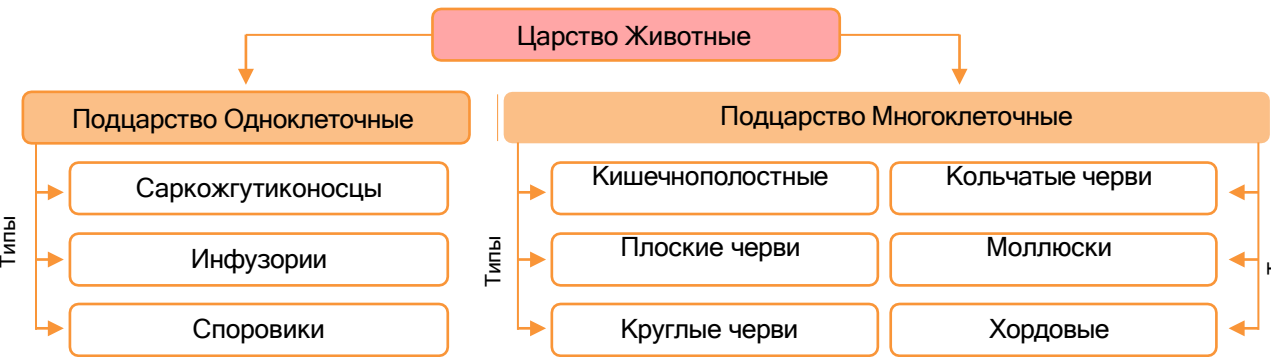 Царство Животные
Подцарство Одноклеточные
Подцарство Многоклеточные
Типы
Саркожгутиконосцы
Инфузории
Споровики
Типы
Кишечнополостные
Кольчатые черви
Плоские черви
Моллюски
Круглые черви
Хордовые